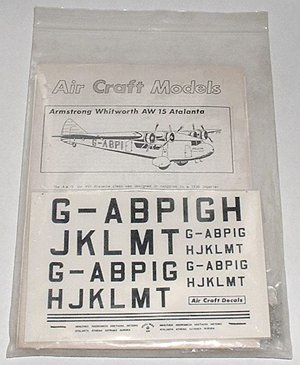 Air Craft Models
Armstrong Whitworth AW 15 Atalanta
G-ABPI
G-ABPIGH
JKLMT
G-ABPIG
HJKLMT
G-ABPIG
HJKLMT
G-ABPIG
HJKLMT
Air Craft Decals